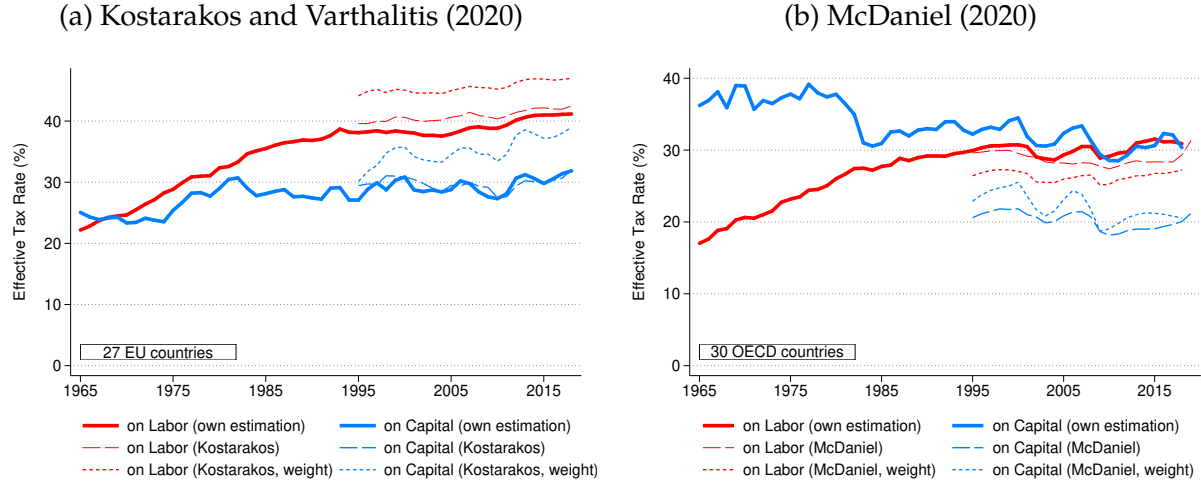 (a) Kostarakos and Varthalitis (2020)
Effective Tax Rate (%)
40
30
20
10
0
27 EU countries
1965 1975 1985 1995 2005 2015
on Labor (own estimation) on Capital (own estimation)
on Labor (Kostarakos) on Capital (Kostarakos)
on Labor (Kostarakos, weight) on Capital (Kostarakos, weight)
(b) McDaniel (2020)
Effective Tax Rate (%)
40
30
20
10
0
30 OECD countries
1965 1975 1985 1995 2005 2015
on Labor (own estimation) on Capital (own estimation)
on Labor (McDaniel) on Capital (McDaniel)
on Labor (McDaniel, weight) on Capital (McDaniel, weight)